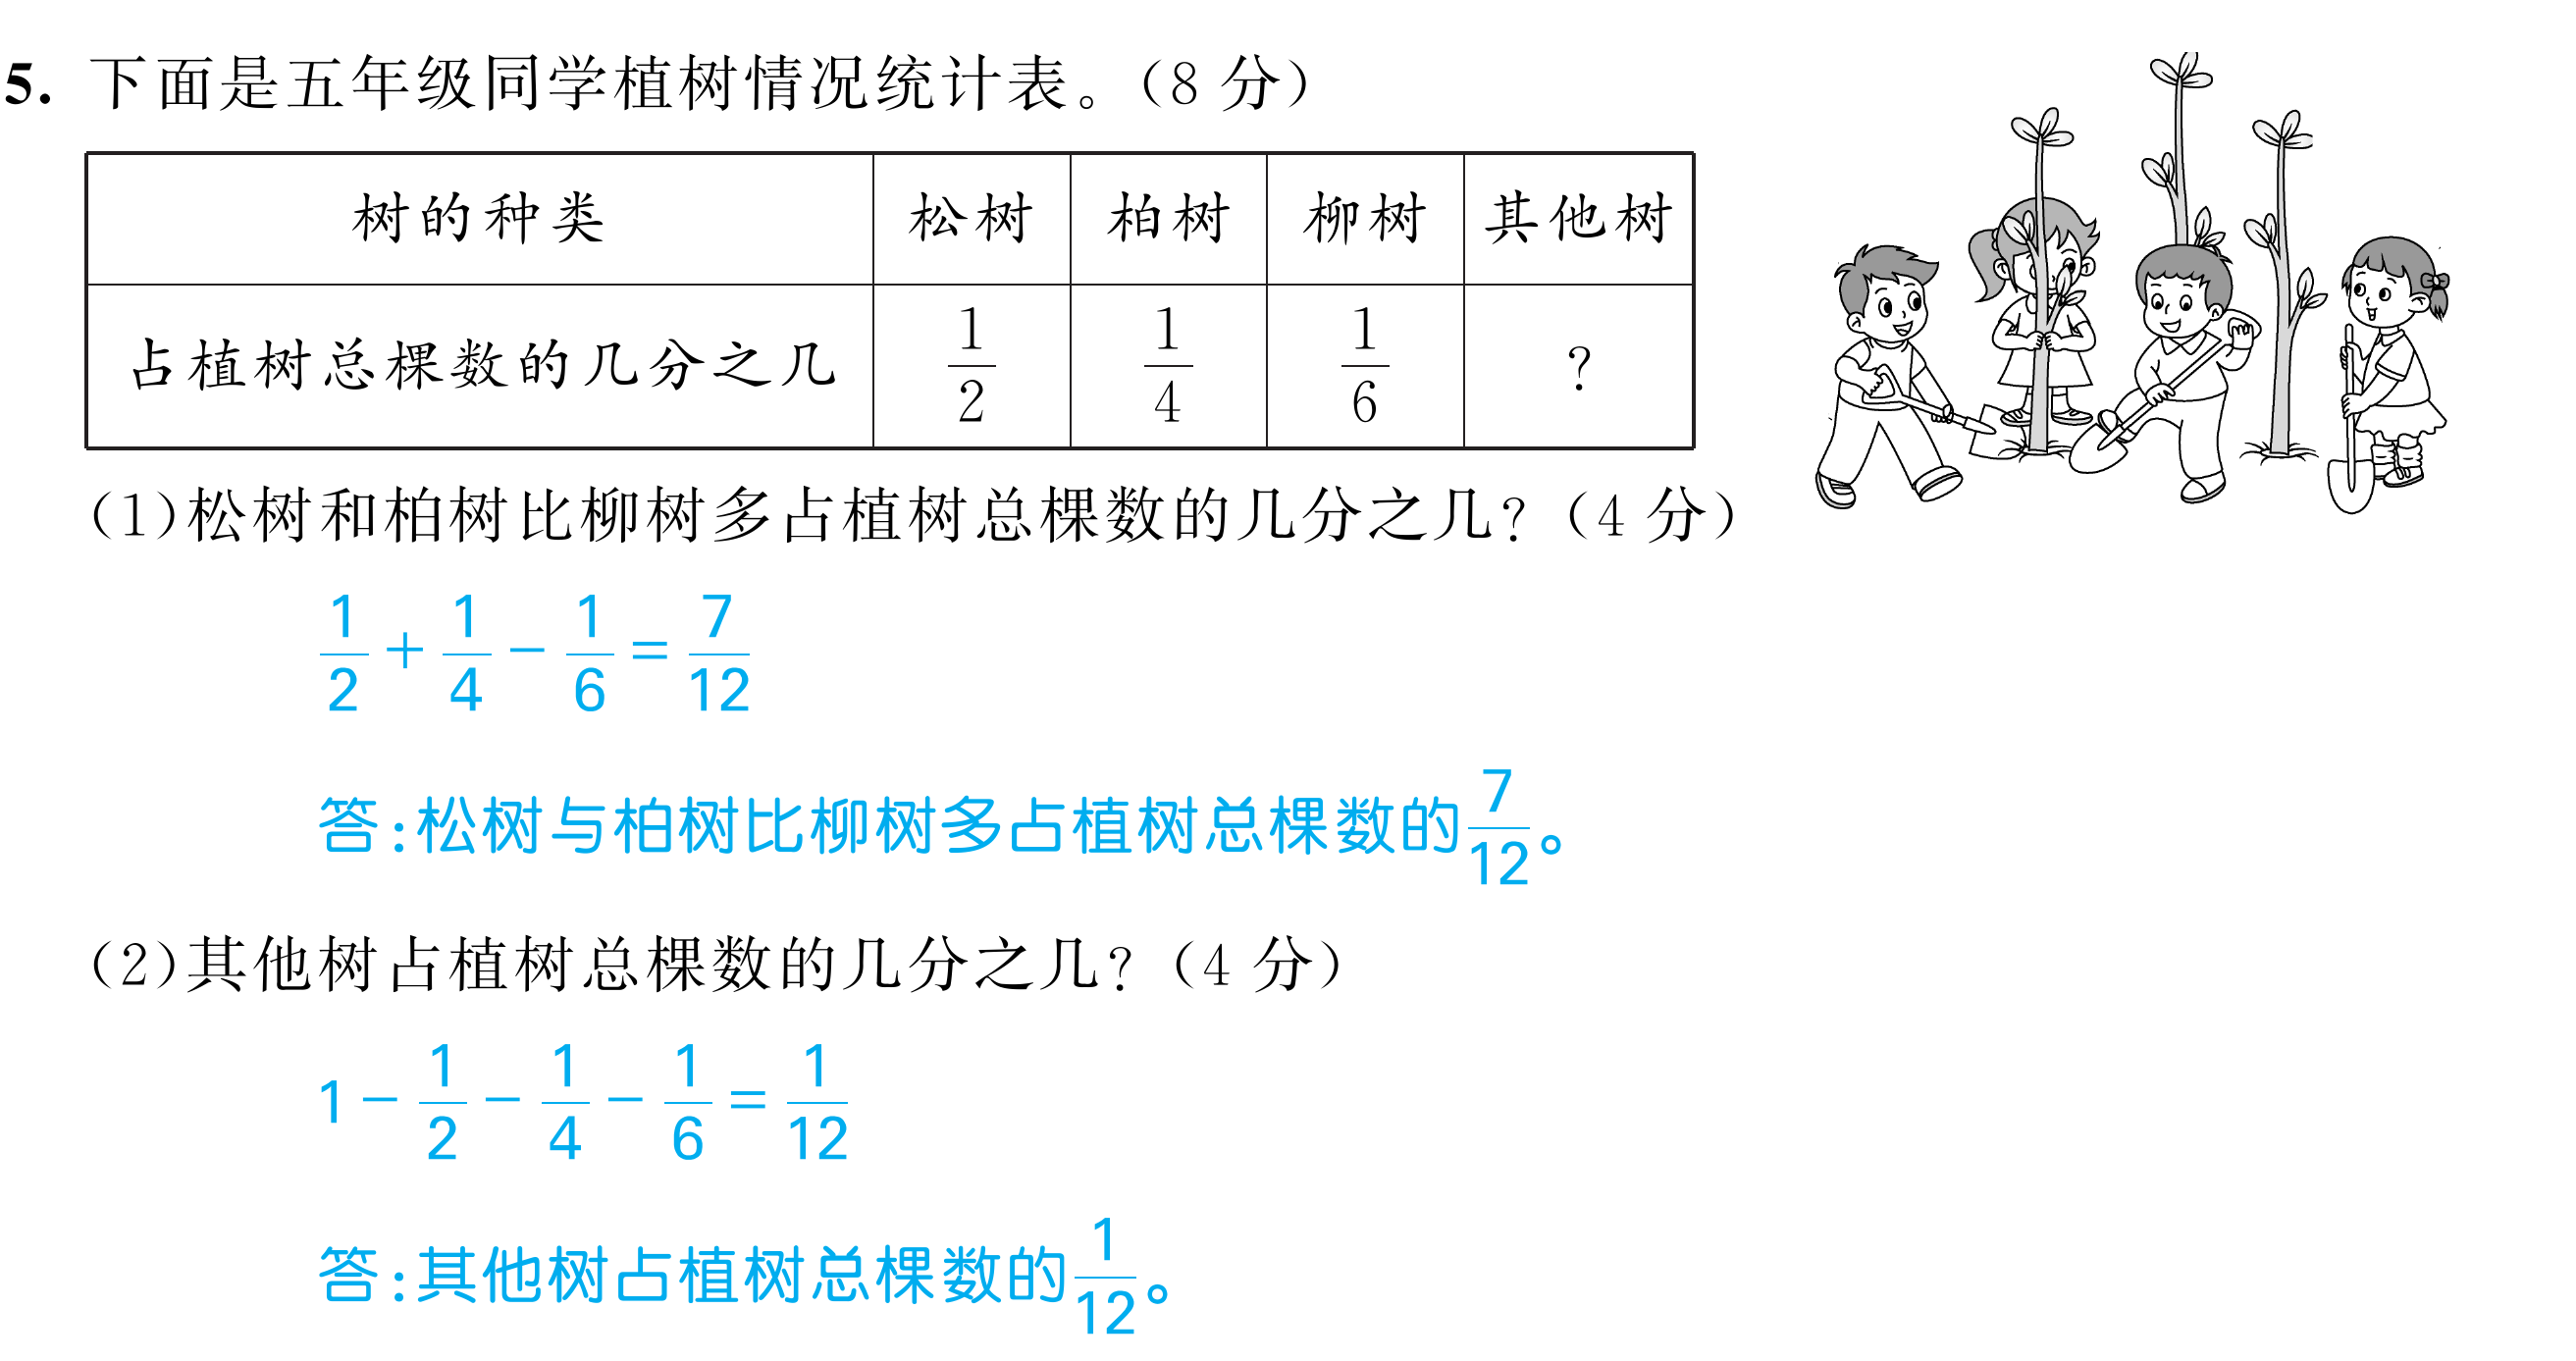 5. 下面是五年级同学植树情况统计表。(8 分)
树的种类 松树 柏树 柳树 其他树
占植树总棵数的几分之几 1/2 1/4 1/6 ?
(1)松树和柏树比柳树多占植树总棵数的几分之几?(4 分)
1/2 + 1/4 - 1/6 = 7/12
答:松树与柏树比柳树多占植树总棵数的7/12。
(2)其他树占植树总棵数的几分之几?(4 分)
1 - 1/2 - 1/4 - 1/6 = 1/12
答:其他树占植树总棵数的1/12。